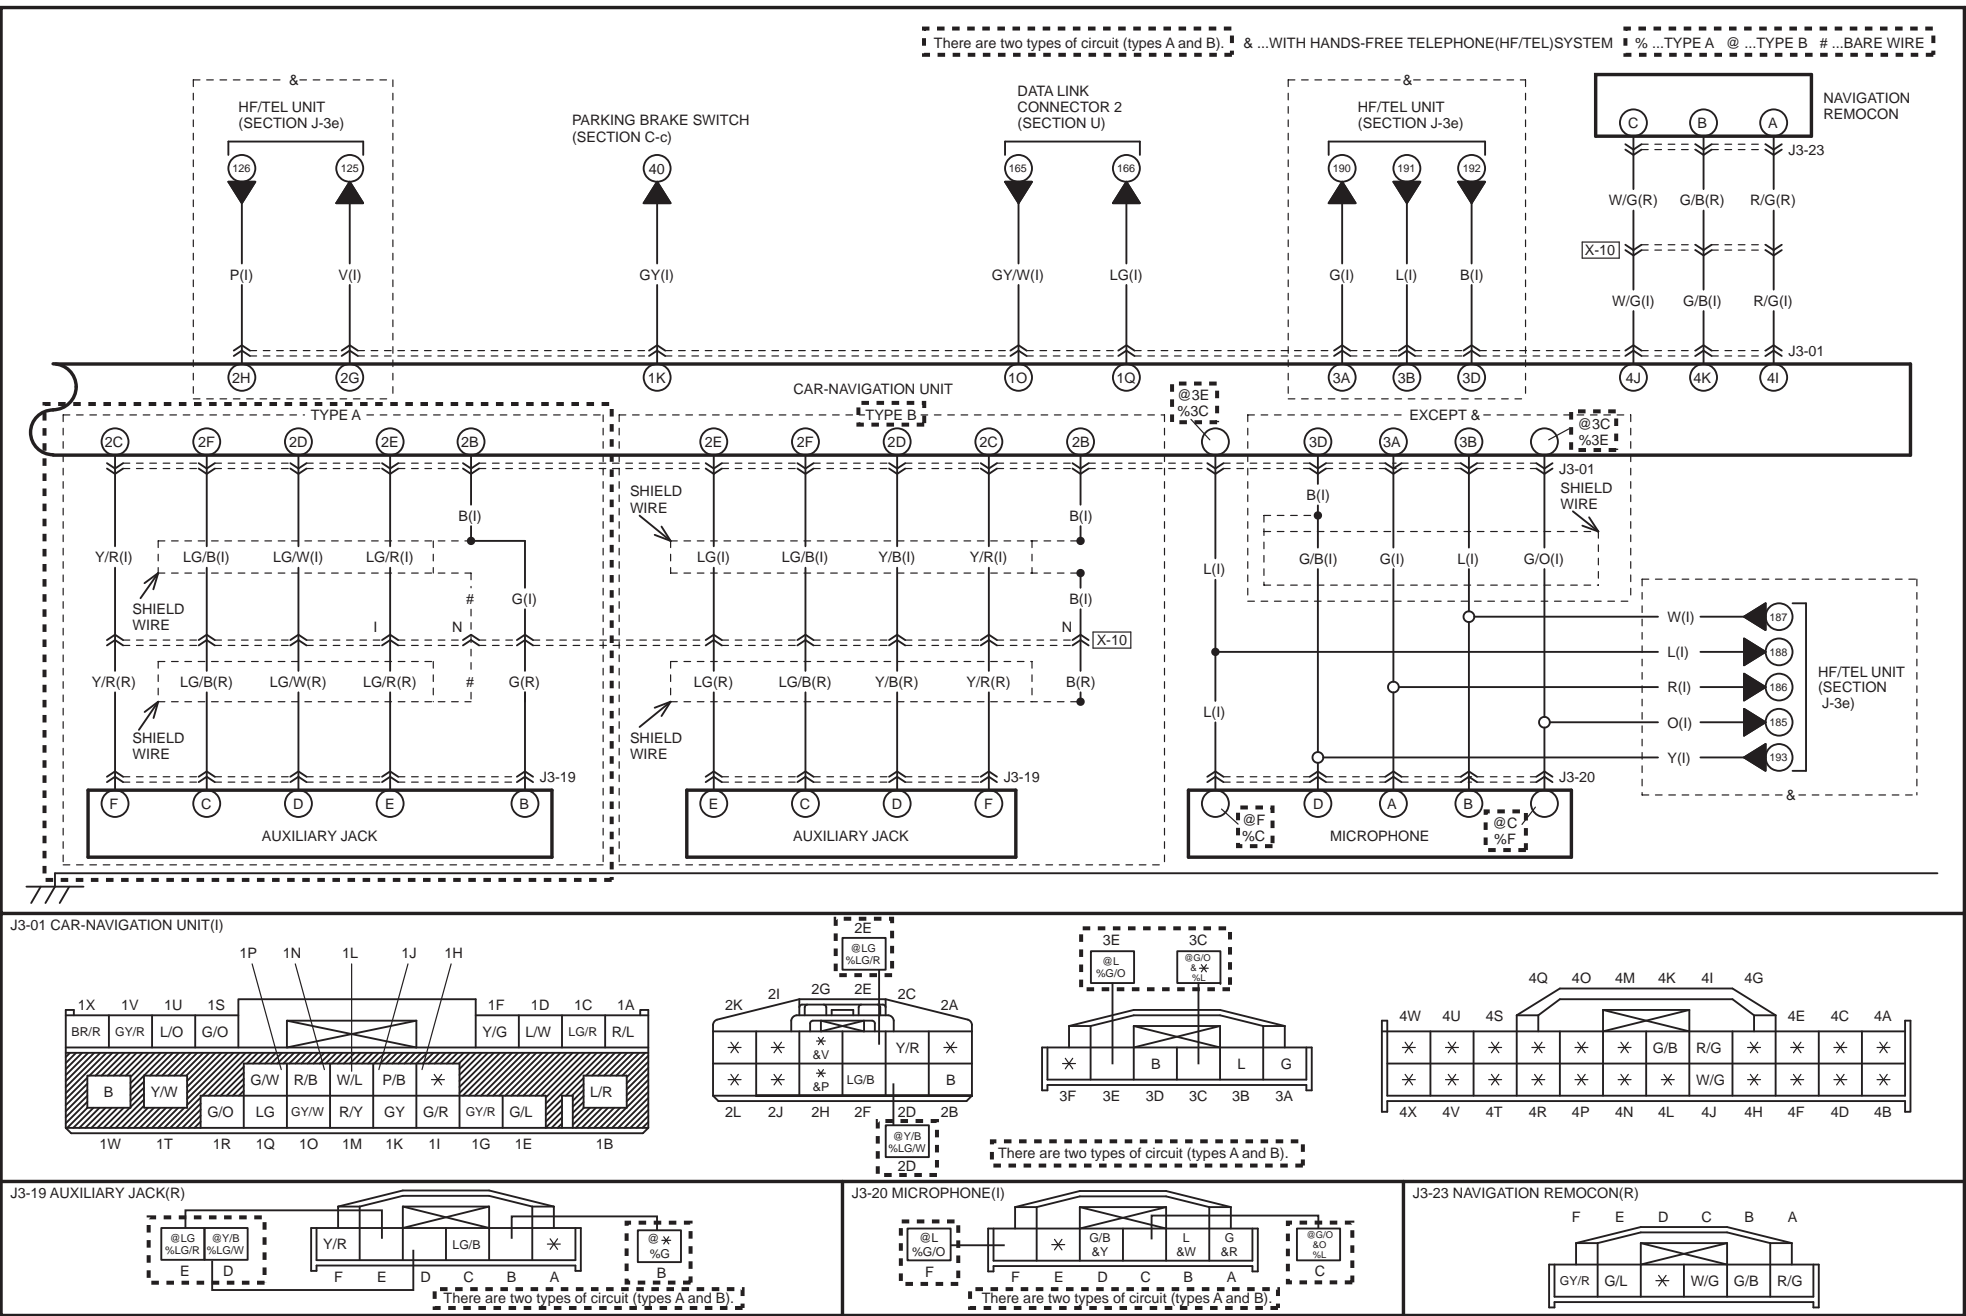 There are two types of circuit (types A and B). & ...WITH HANDS-FREE TELEPHONE(HF/TEL)SYSTEM % ...TYPE A @ ...TYPE B # ...BARE WIRE
&
HF/TEL UNIT
(SECTION J-3e)
126 125
P(I) V(I)
2H 2G
PARKING BRAKE SWITCH
(SECTION C-c)
40
GY(I)
1K
DATA LINK
CONNECTOR 2
(SECTION U)
165 166
GY/W(I) LG(I)
1O 1Q
&
HF/TEL UNIT
(SECTION J-3e)
190 191 192
G(I) L(I) B(I)
3A 3B 3D
NAVIGATION
REMOCON
C B A
J3-23
W/G(R) G/B(R) R/G(R)
X-10
W/G(I) G/B(I) R/G(I)
J3-01
4J 4K 4I
CAR-NAVIGATION UNIT
TYPE A
2C 2F 2D 2E 2B
B(I)
Y/R(I) LG/B(I) LG/W(I) LG/R(I)
SHIELD
WIRE
# G(I)
I N
Y/R(R) LG/B(R) LG/W(R) LG/R(R) # G(R)
SHIELD
WIRE
J3-19
F C D E B
AUXILIARY JACK
TYPE B
2E 2F 2D 2C 2B
SHIELD
WIRE
B(I)
LG(I) LG/B(I) Y/B(I) Y/R(I)
B(I)
N X-10
LG(R) LG/B(R) Y/B(R) Y/R(R) B(R)
SHIELD
WIRE
J3-19
E C D F
AUXILIARY JACK
@3E
%3C
EXCEPT &
@3C
%3E
3D 3A 3B
J3-01
SHIELD
WIRE
B(I)
L(I) G/B(I) G(I) L(I) G/O(I)
W(I) 187
L(I) 188
R(I) 186
O(I) 185
Y(I) 193
HF/TEL UNIT
(SECTION
J-3e)
&
L(I)
J3-20
D A B
@F
%C
MICROPHONE
@C
%F
J3-01 CAR-NAVIGATION UNIT(I)
1P 1N 1L 1J 1H
1X 1V 1U 1S 1F 1D 1C 1A
BR/R GY/R L/O G/O Y/G L/W LG/R R/L
B Y/W G/W R/B W/L P/B * L/R
G/O LG GY/W R/Y GY G/R GY/R G/L
1W 1T 1R 1Q 1O 1M 1K 1I 1G 1E 1B
2E
@LG
%LG/R
2K 2I 2G 2E 2C 2A
* * *
&V Y/R *
* * *
&P LG/B B
2L 2J 2H 2F 2D 2B
@Y/B
%LG/W
2D
3E 3C
@L
%G/O
@G/O
& *
%L
* B L G
3F 3E 3D 3C 3B 3A
There are two types of circuit (types A and B).
4Q 4O 4M 4K 4I 4G
4W 4U 4S 4E 4C 4A
* * * * * * G/B R/G * * * *
* * * * * * * W/G * * * *
4X 4V 4T 4R 4P 4N 4L 4J 4H 4F 4D 4B
J3-19 AUXILIARY JACK(R)
@LG
%LG/R
@Y/B
%LG/W
E D
Y/R LG/B *
F E D C B A
@ *
%G
B
There are two types of circuit (types A and B).
J3-20 MICROPHONE(I)
@L
%G/O
F
* G/B
&Y L
&W G
&R
F E D C B A
@G/O
&O
%L
C
There are two types of circuit (types A and B).
J3-23 NAVIGATION REMOCON(R)
F E D C B A
GY/R G/L * W/G G/B R/G